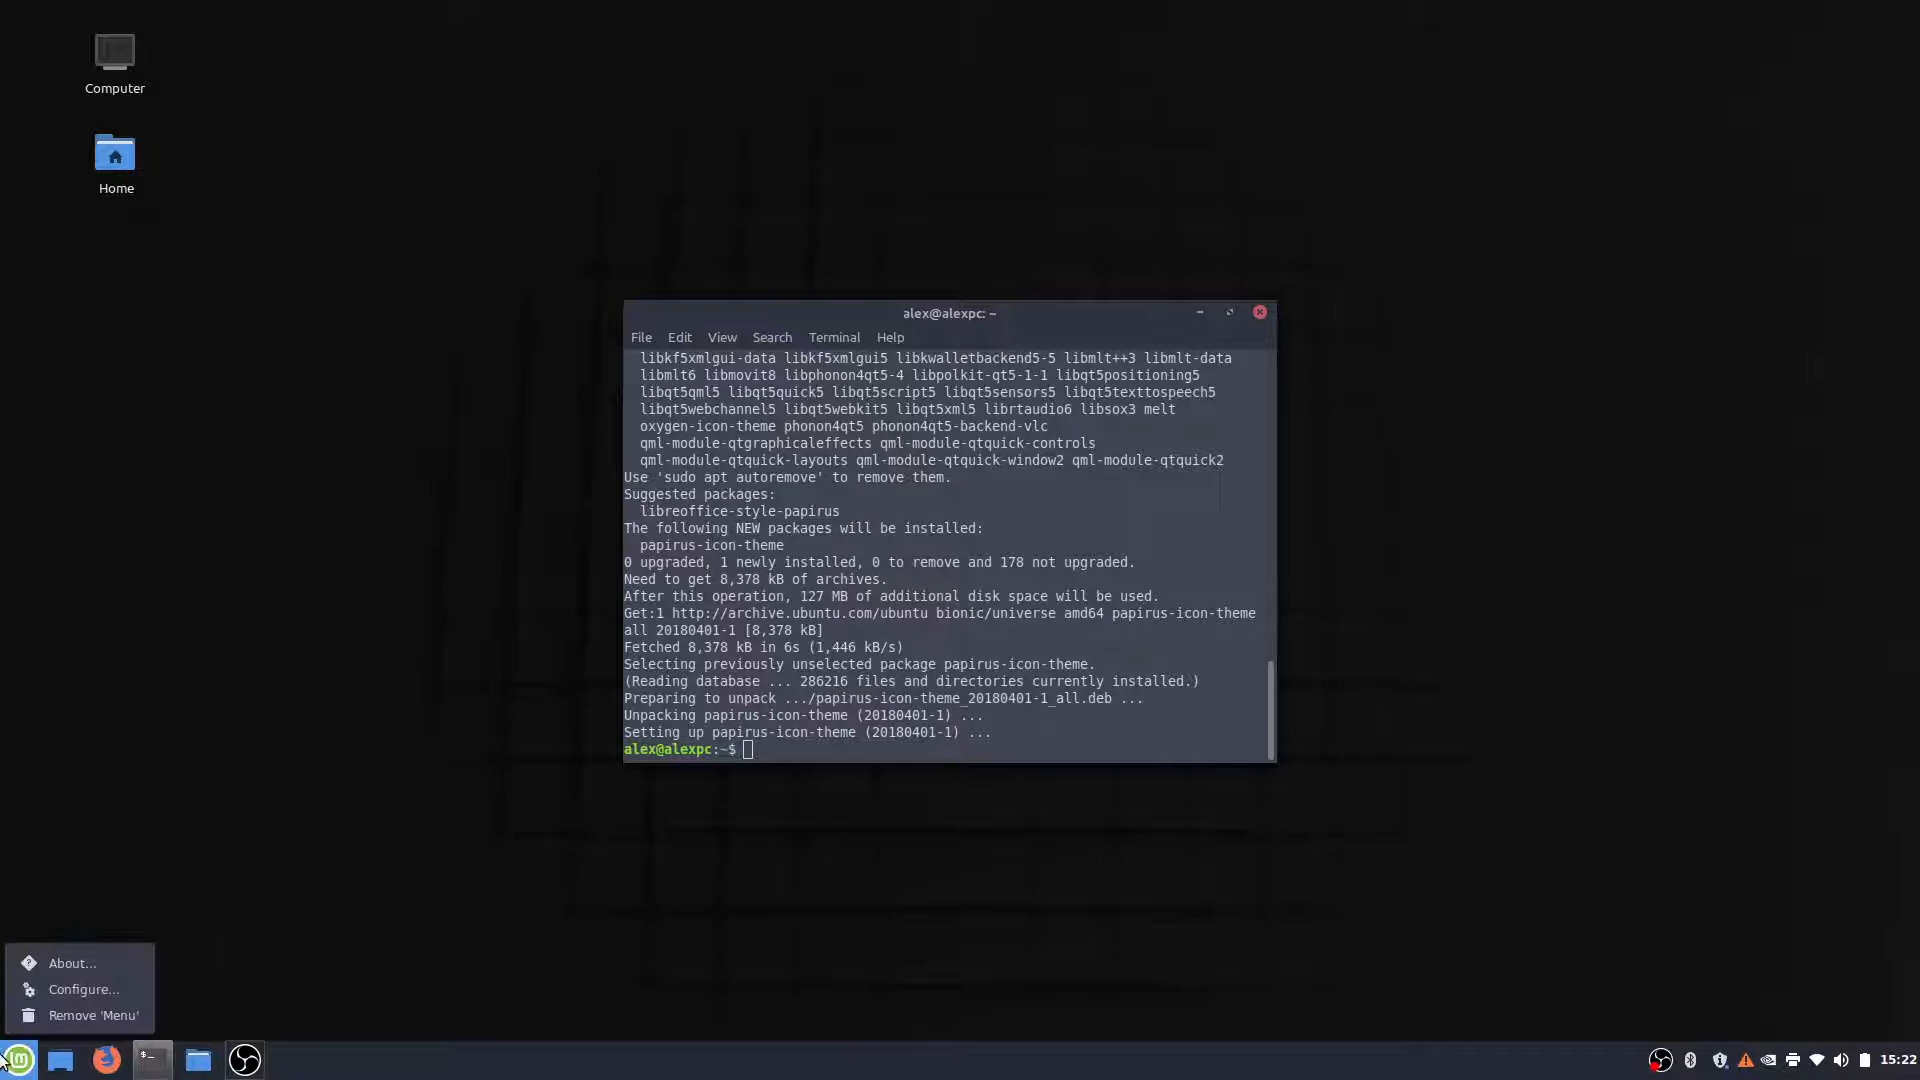 Computer
Home
alex@alexpc: ~
File Edit View Search Terminal Help
libkf5xmlgui-data libkf5xmlgui5 libkwalletbackend5-5 libmlt++3 libmlt-data
libmlt6 libmovit8 libphonon4qt5-4 libpolkit-qt5-1-1 libqt5positioning5
libqt5qml5 libqt5quick5 libqt5script5 libqt5sensors5 libqt5texttospeech5
libqt5webchannel5 libqt5webkit5 libqt5xml5 librtaudio6 libsox3 melt
oxygen-icon-theme phonon4qt5 phonon4qt5-backend-vlc
qml-module-qtgraphicaleffects qml-module-qtquick-controls
qml-module-qtquick-layouts qml-module-qtquick-window2 qml-module-qtquick2
Use 'sudo apt autoremove' to remove them.
Suggested packages:
libreoffice-style-papirus
The following NEW packages will be installed:
papirus-icon-theme
0 upgraded, 1 newly installed, 0 to remove and 178 not upgraded.
Need to get 8,378 kB of archives.
After this operation, 127 MB of additional disk space will be used.
Get:1 http://archive.ubuntu.com/ubuntu bionic/universe amd64 papirus-icon-theme
all 20180401-1 [8,378 kB]
Fetched 8,378 kB in 6s (1,446 kB/s)
Selecting previously unselected package papirus-icon-theme.
(Reading database ... 286216 files and directories currently installed.)
Preparing to unpack .../papirus-icon-theme_20180401-1_all.deb ...
Unpacking papirus-icon-theme (20180401-1) ...
Setting up papirus-icon-theme (20180401-1) ...
alex@alexpc:~$
About...
Configure...
Remove 'Menu'
$-
15:22